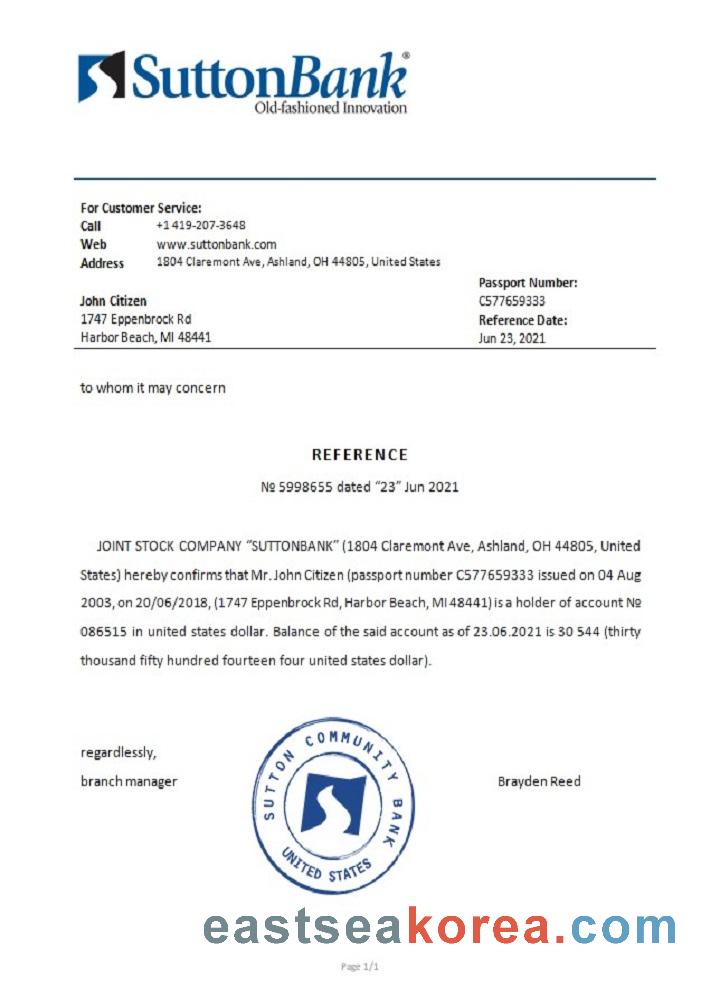 SuttonBank®
Old-fashioned Innovation
For Customer Service:
Call +1 419-207-3648
Web www.suttonbank.com
Address 1804 Claremont Ave, Ashland, OH 44805, United States
Passport Number:
John Citizen C577659333
1747 Eppenbrock Rd Reference Date:
Harbor Beach, MI 48441 Jun 23, 2021
to whom it may concern
REFERENCE
№ 5998655 dated “23” Jun 2021
JOINT STOCK COMPANY “SUTTONBANK” (1804 Claremont Ave, Ashland, OH 44805, United
States) hereby confirms that Mr. John Citizen (passport number C577659333 issued on 04 Aug
2003, on 20/06/2018, (1747 Eppenbrock Rd, Harbor Beach, MI 48441) is a holder of account №
086515 in united states dollar. Balance of the said account as of 23.06.2021 is 30 544 (thirty
thousand fifty hundred fourteen four united states dollar).
regardlessly,
branch manager Brayden Reed
SUTTON COMMUNITY BANK
UNITED STATES
eastseakorea.com
Page 1/1